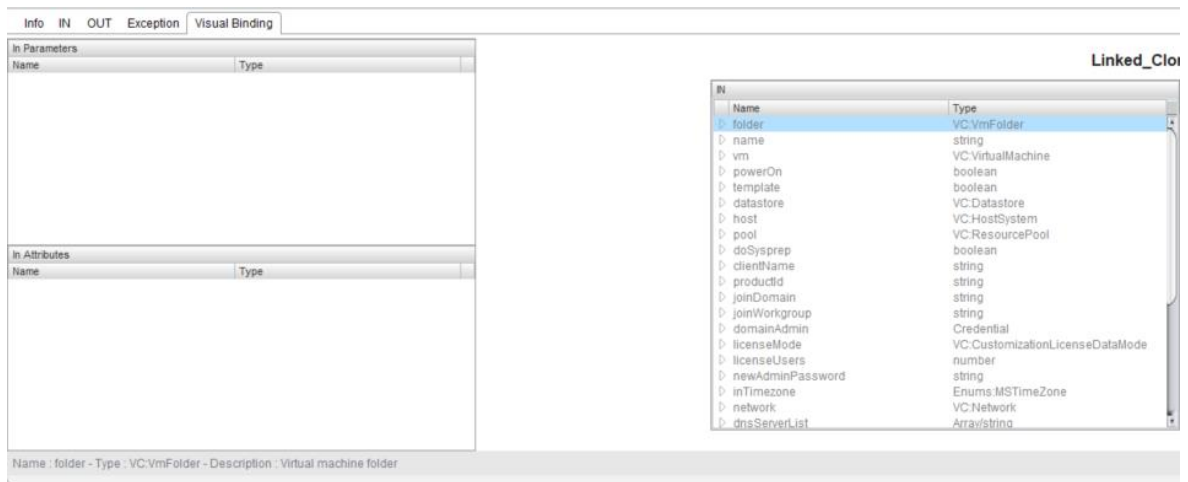 Info IN OUT Exception Visual Binding
In Parameters
Name Type
In Attributes
Name Type
Linked_Clo
IN
Name Type
folder VC:VmFolder
name string
vm VC:VirtualMachine
powerOn boolean
template boolean
datastore VC:Datastore
host VC:HostSystem
pool VC:ResourcePool
doSysprep boolean
clientName string
productId string
joinDomain string
joinWorkgroup string
domainAdmin Credential
licenseMode VC:CustomizationLicenseDataMode
licenseUsers number
newAdminPassword string
inTimezone Enums:MSTimeZone
network VC:Network
dnsServerList Array/string
Name : folder - Type : VC:VmFolder - Description : Virtual machine folder